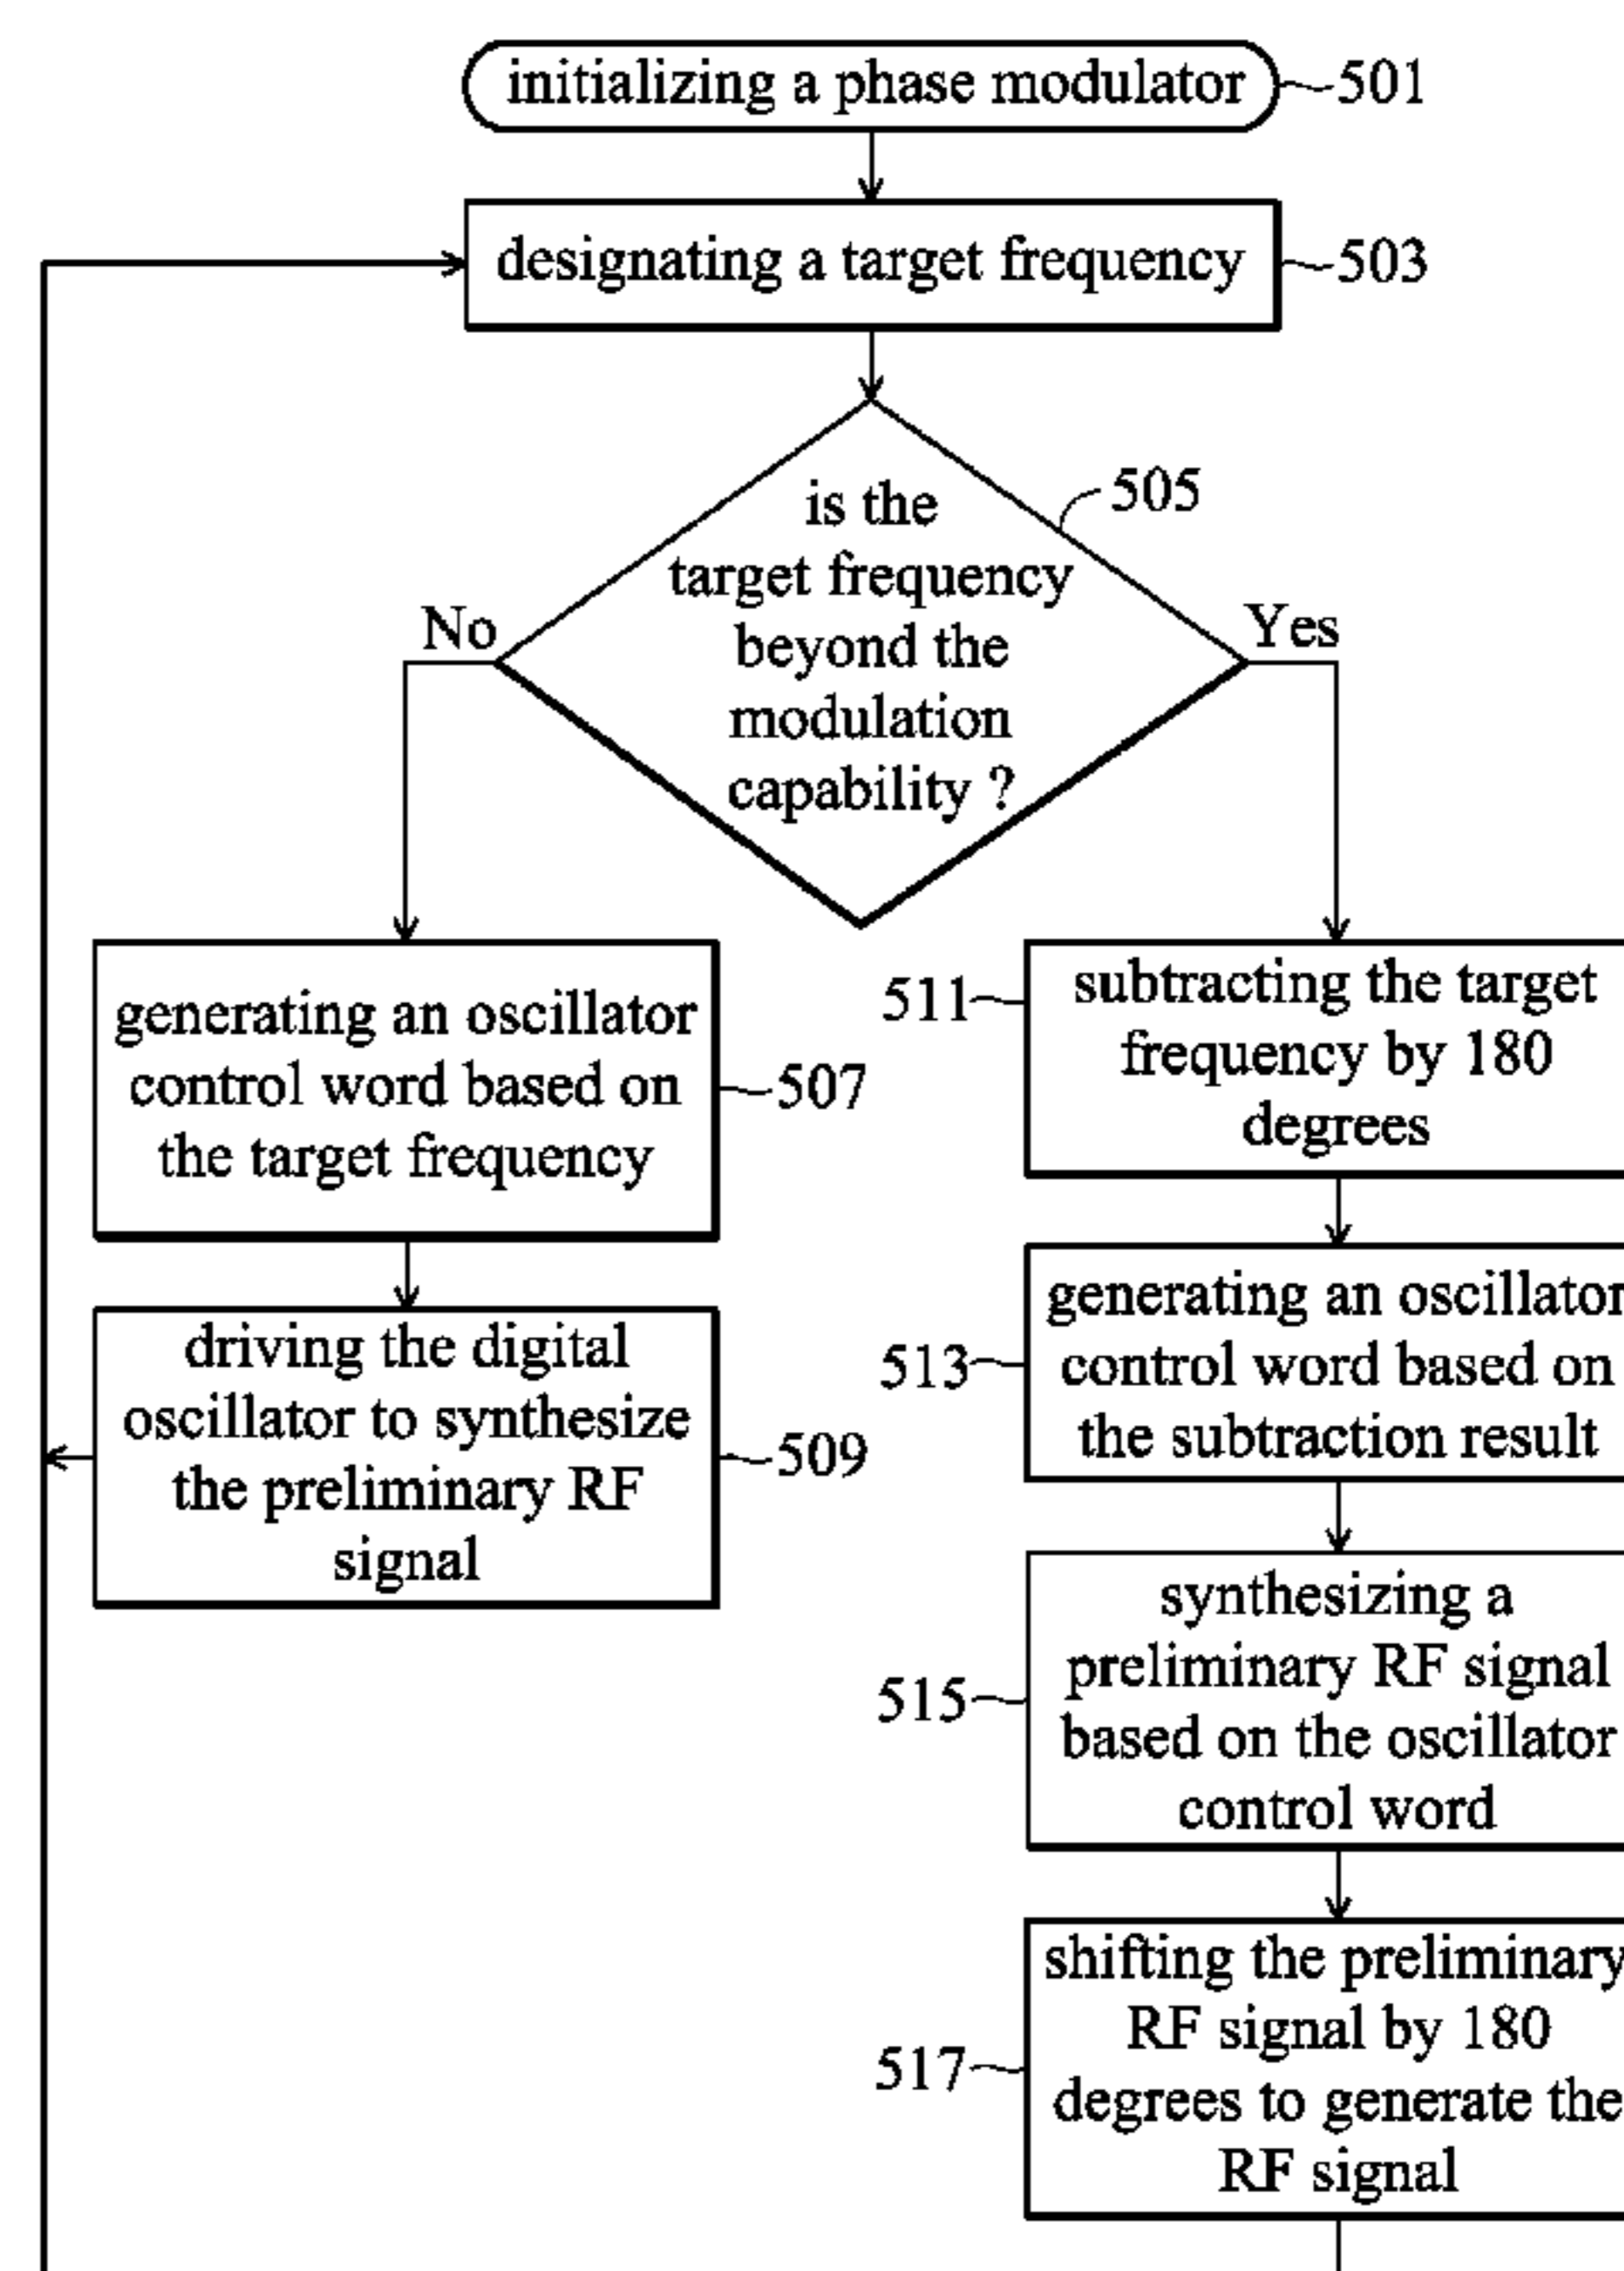 initializing a phase modulator
501
designating a target frequency
503
is the
target frequency
beyond the
modulation
capability ?
505
No
Yes
generating an oscillator
control word based on
the target frequency
507
driving the digital
oscillator to synthesize
the preliminary RF
signal
509
511
subtracting the target
frequency by 180
degrees
513
generating an oscillator
control word based on
the subtraction result
515
synthesizing a
preliminary RF signal
based on the oscillator
control word
517
shifting the preliminary
RF signal by 180
degrees to generate the
RF signal